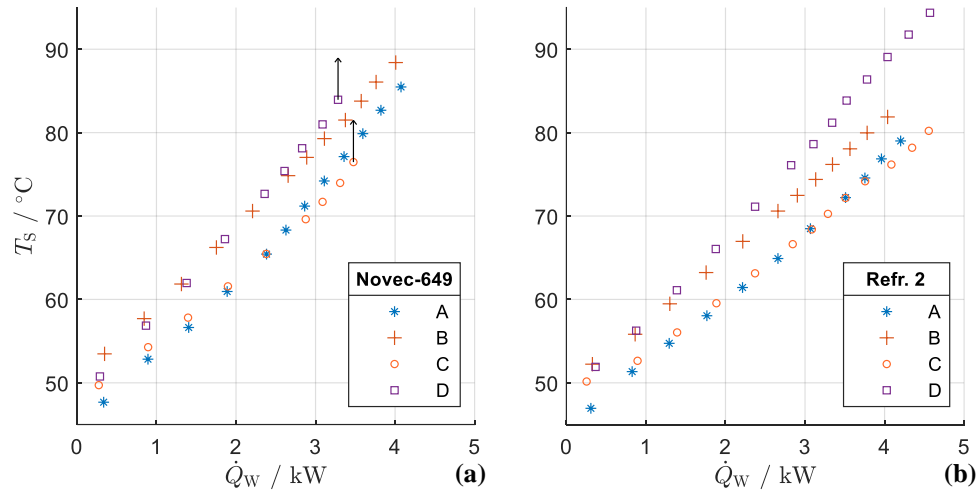 90
80
70
60
50
T_S / °C
0 1 2 3 4 5
Q̇_W / kW
(a)
Novec-649
A
B
C
D
90
80
70
60
50
0 1 2 3 4 5
Q̇_W / kW
(b)
Refr. 2
A
B
C
D